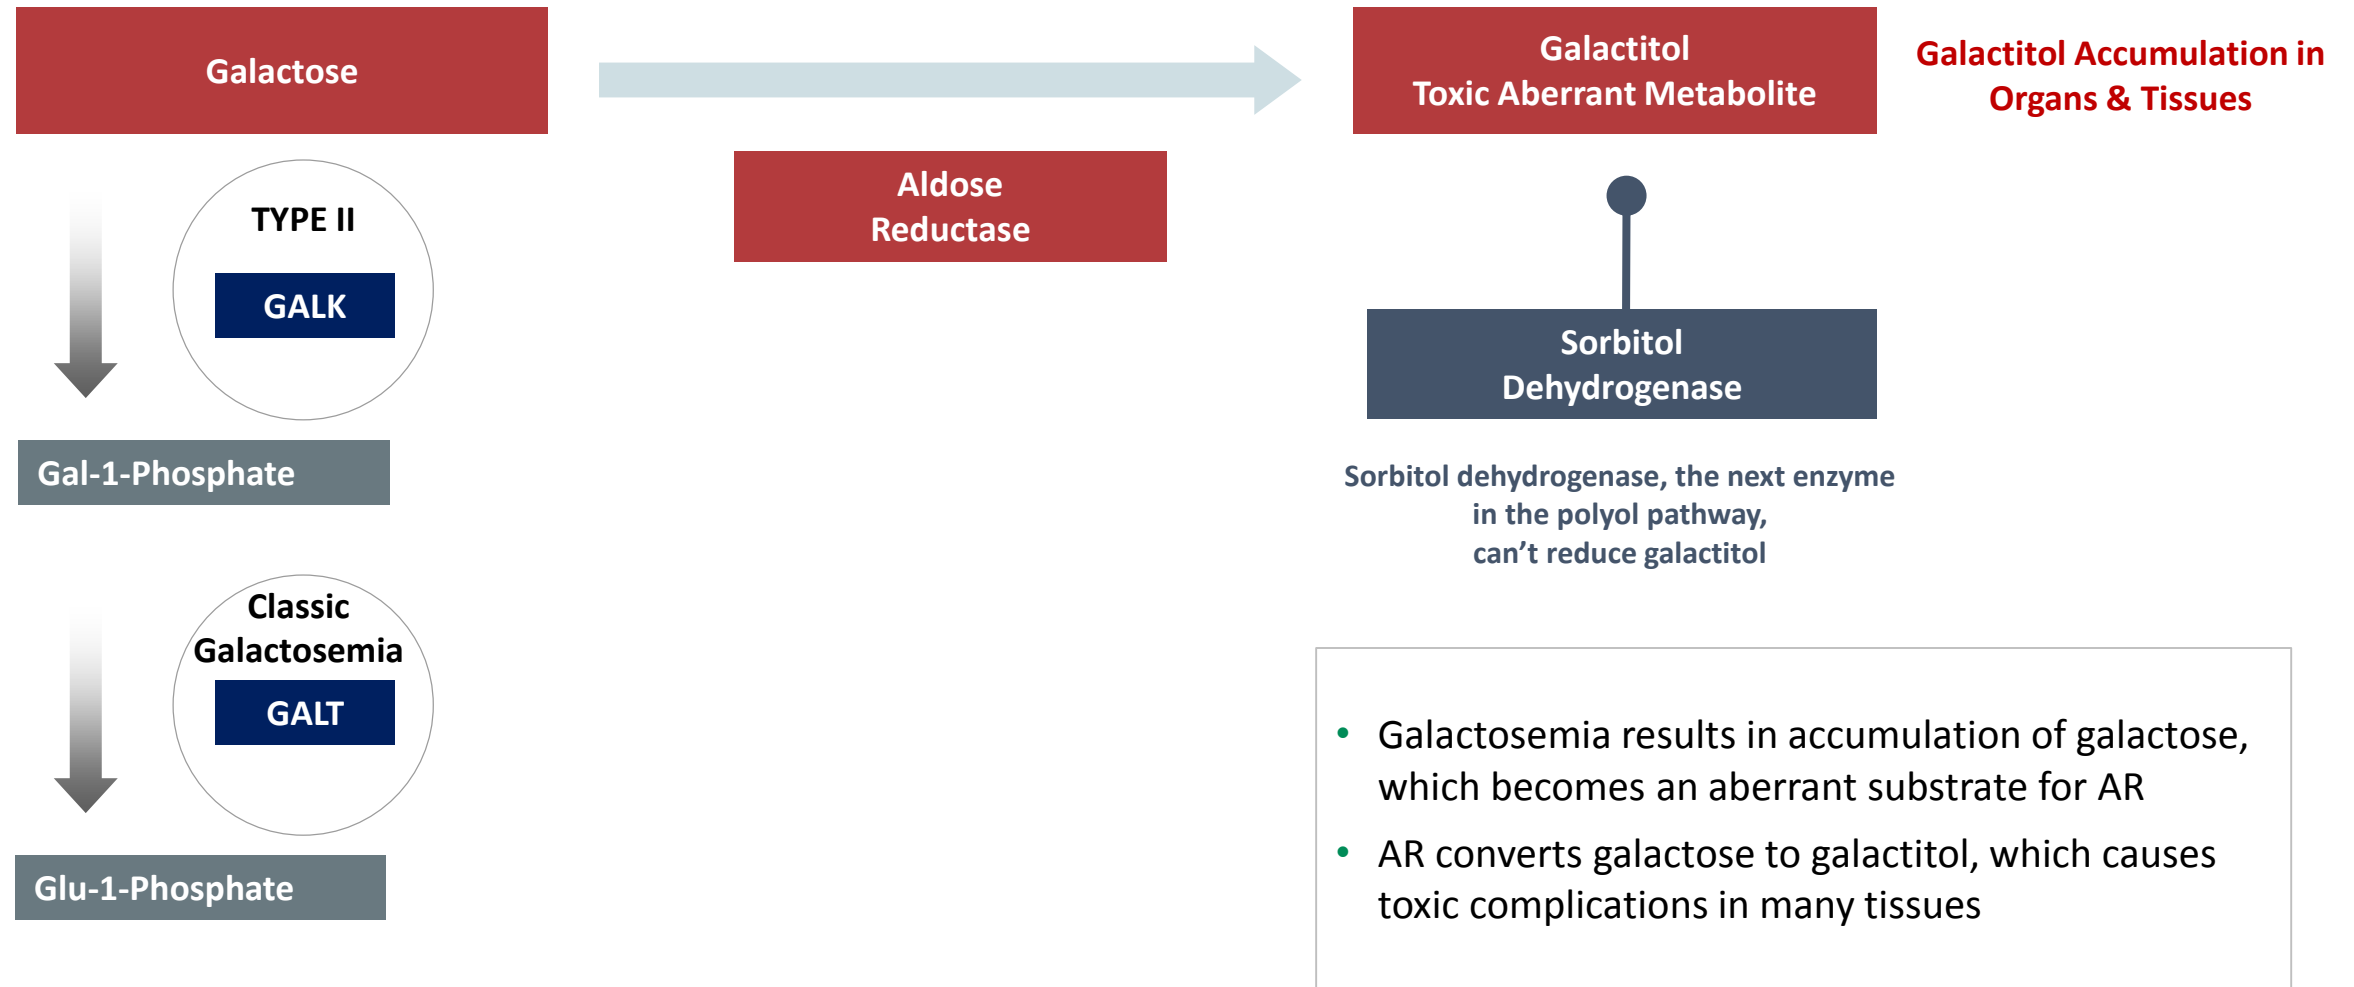 Galactose
Galactitol
Toxic Aberrant Metabolite
Galactitol Accumulation in
Organs & Tissues
Aldose
Reductase
TYPE II
GALK
Sorbitol
Dehydrogenase
Gal-1-Phosphate
Sorbitol dehydrogenase, the next enzyme
in the polyol pathway,
can’t reduce galactitol
Classic
Galactosemia
GALT
Glu-1-Phosphate
• Galactosemia results in accumulation of galactose,
which becomes an aberrant substrate for AR
• AR converts galactose to galactitol, which causes
toxic complications in many tissues